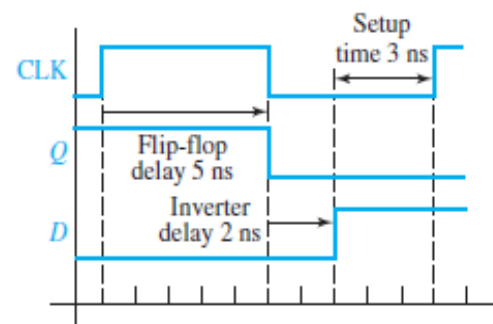 Setup
time 3 ns
CLK
Q
Flip-flop
delay 5 ns
Inverter
delay 2 ns
D